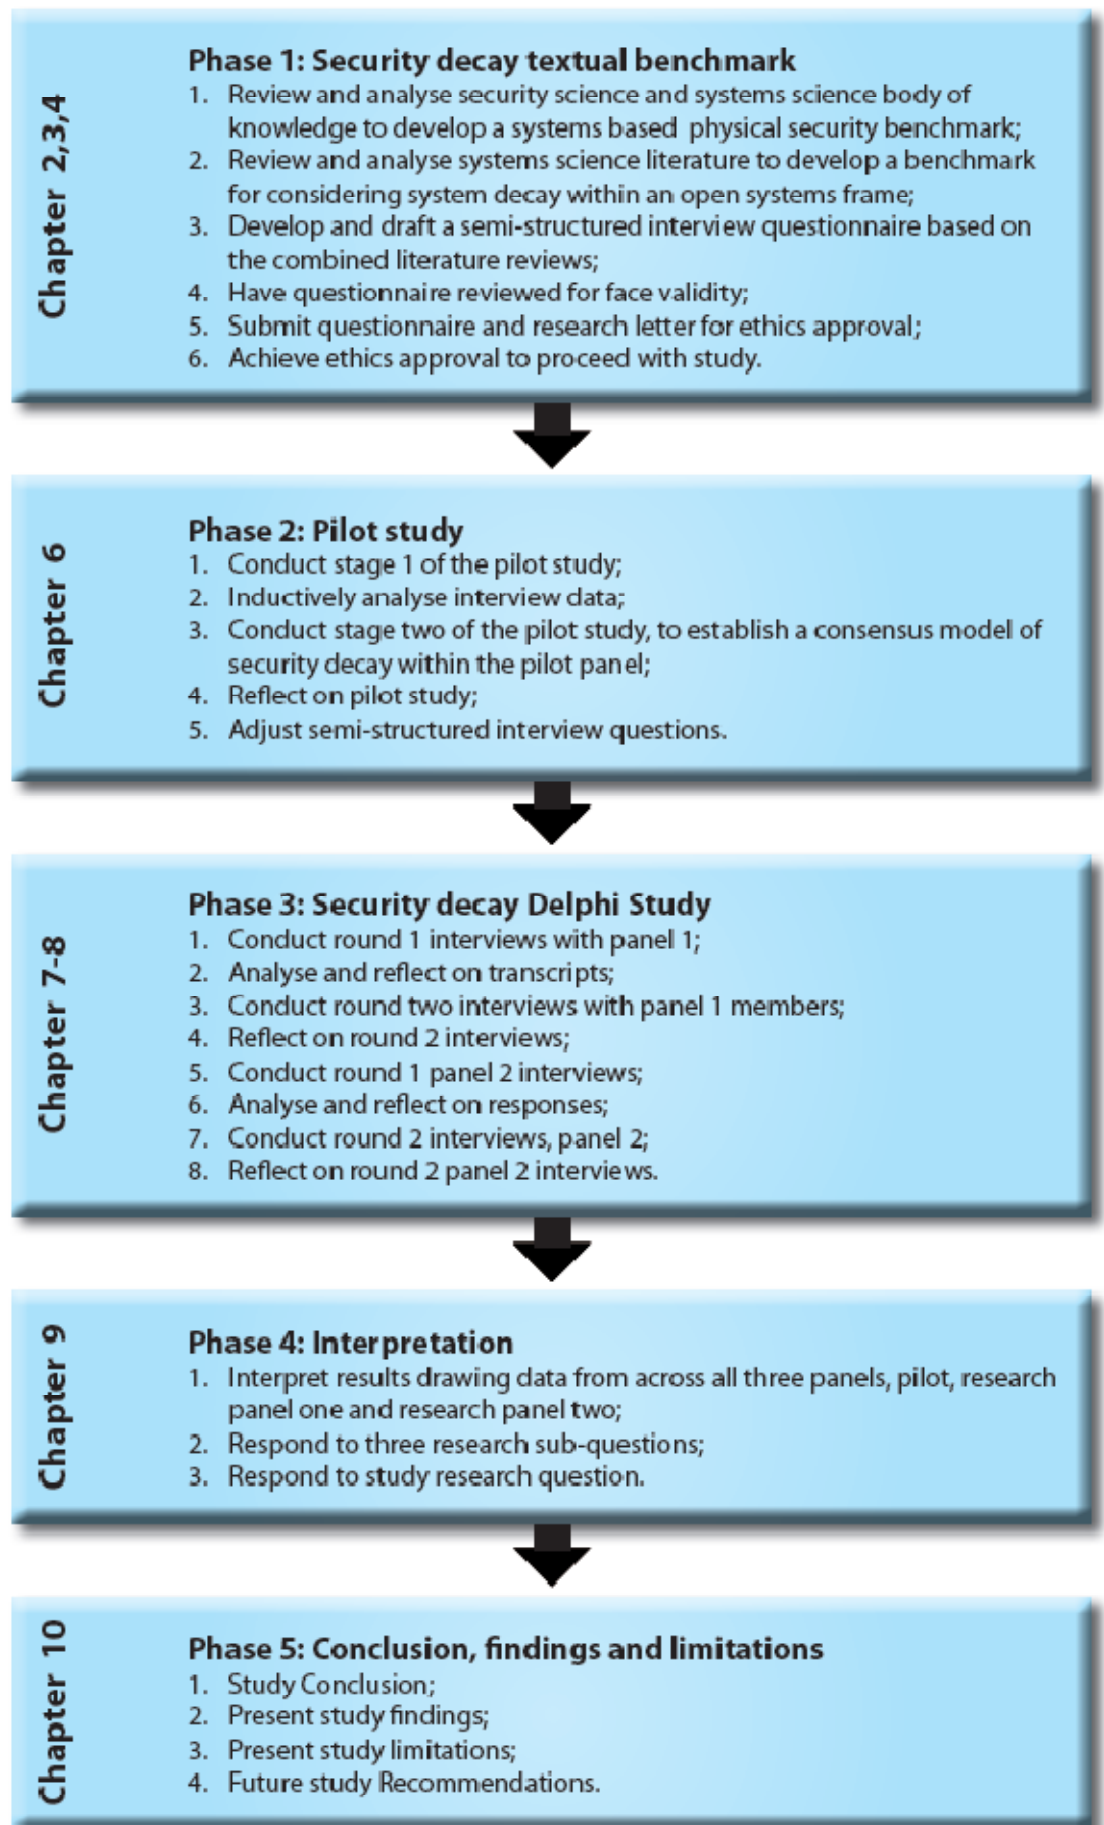 Chapter 2,3,4
Phase 1: Security decay textual benchmark
1. Review and analyse security science and systems science body of
knowledge to develop a systems based physical security benchmark;
2. Review and analyse systems science literature to develop a benchmark
for considering system decay within an open systems frame;
3. Develop and draft a semi-structured interview questionnaire based on
the combined literature reviews;
4. Have questionnaire reviewed for face validity;
5. Submit questionnaire and research letter for ethics approval;
6. Achieve ethics approval to proceed with study.
Chapter 6
Phase 2: Pilot study
1. Conduct stage 1 of the pilot study;
2. Inductively analyse interview data;
3. Conduct stage two of the pilot study, to establish a consensus model of
security decay within the pilot panel;
4. Reflect on pilot study;
5. Adjust semi-structured interview questions.
Chapter 7-8
Phase 3: Security decay Delphi Study
1. Conduct round 1 interviews with panel 1;
2. Analyse and reflect on transcripts;
3. Conduct round two interviews with panel 1 members;
4. Reflect on round 2 interviews;
5. Conduct round 1 panel 2 interviews;
6. Analyse and reflect on responses;
7. Conduct round 2 interviews, panel 2;
8. Reflect on round 2 panel 2 interviews.
Chapter 9
Phase 4: Interpretation
1. Interpret results drawing data from across all three panels, pilot, research
panel one and research panel two;
2. Respond to three research sub-questions;
3. Respond to study research question.
Chapter 10
Phase 5: Conclusion, findings and limitations
1. Study Conclusion;
2. Present study findings;
3. Present study limitations;
4. Future study Recommendations.